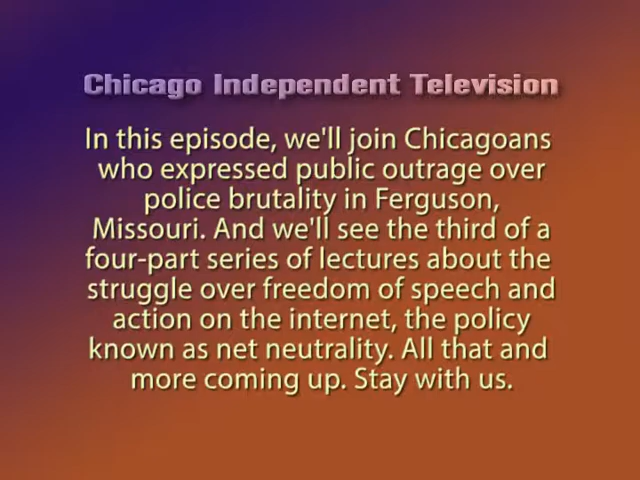 Chicago Independent Television
In this episode, we'll join Chicagoans
who expressed public outrage over
police brutality in Ferguson,
Missouri. And we'll see the third of a
four-part series of lectures about the
struggle over freedom of speech and
action on the internet, the policy
known as net neutrality. All that and
more coming up. Stay with us.